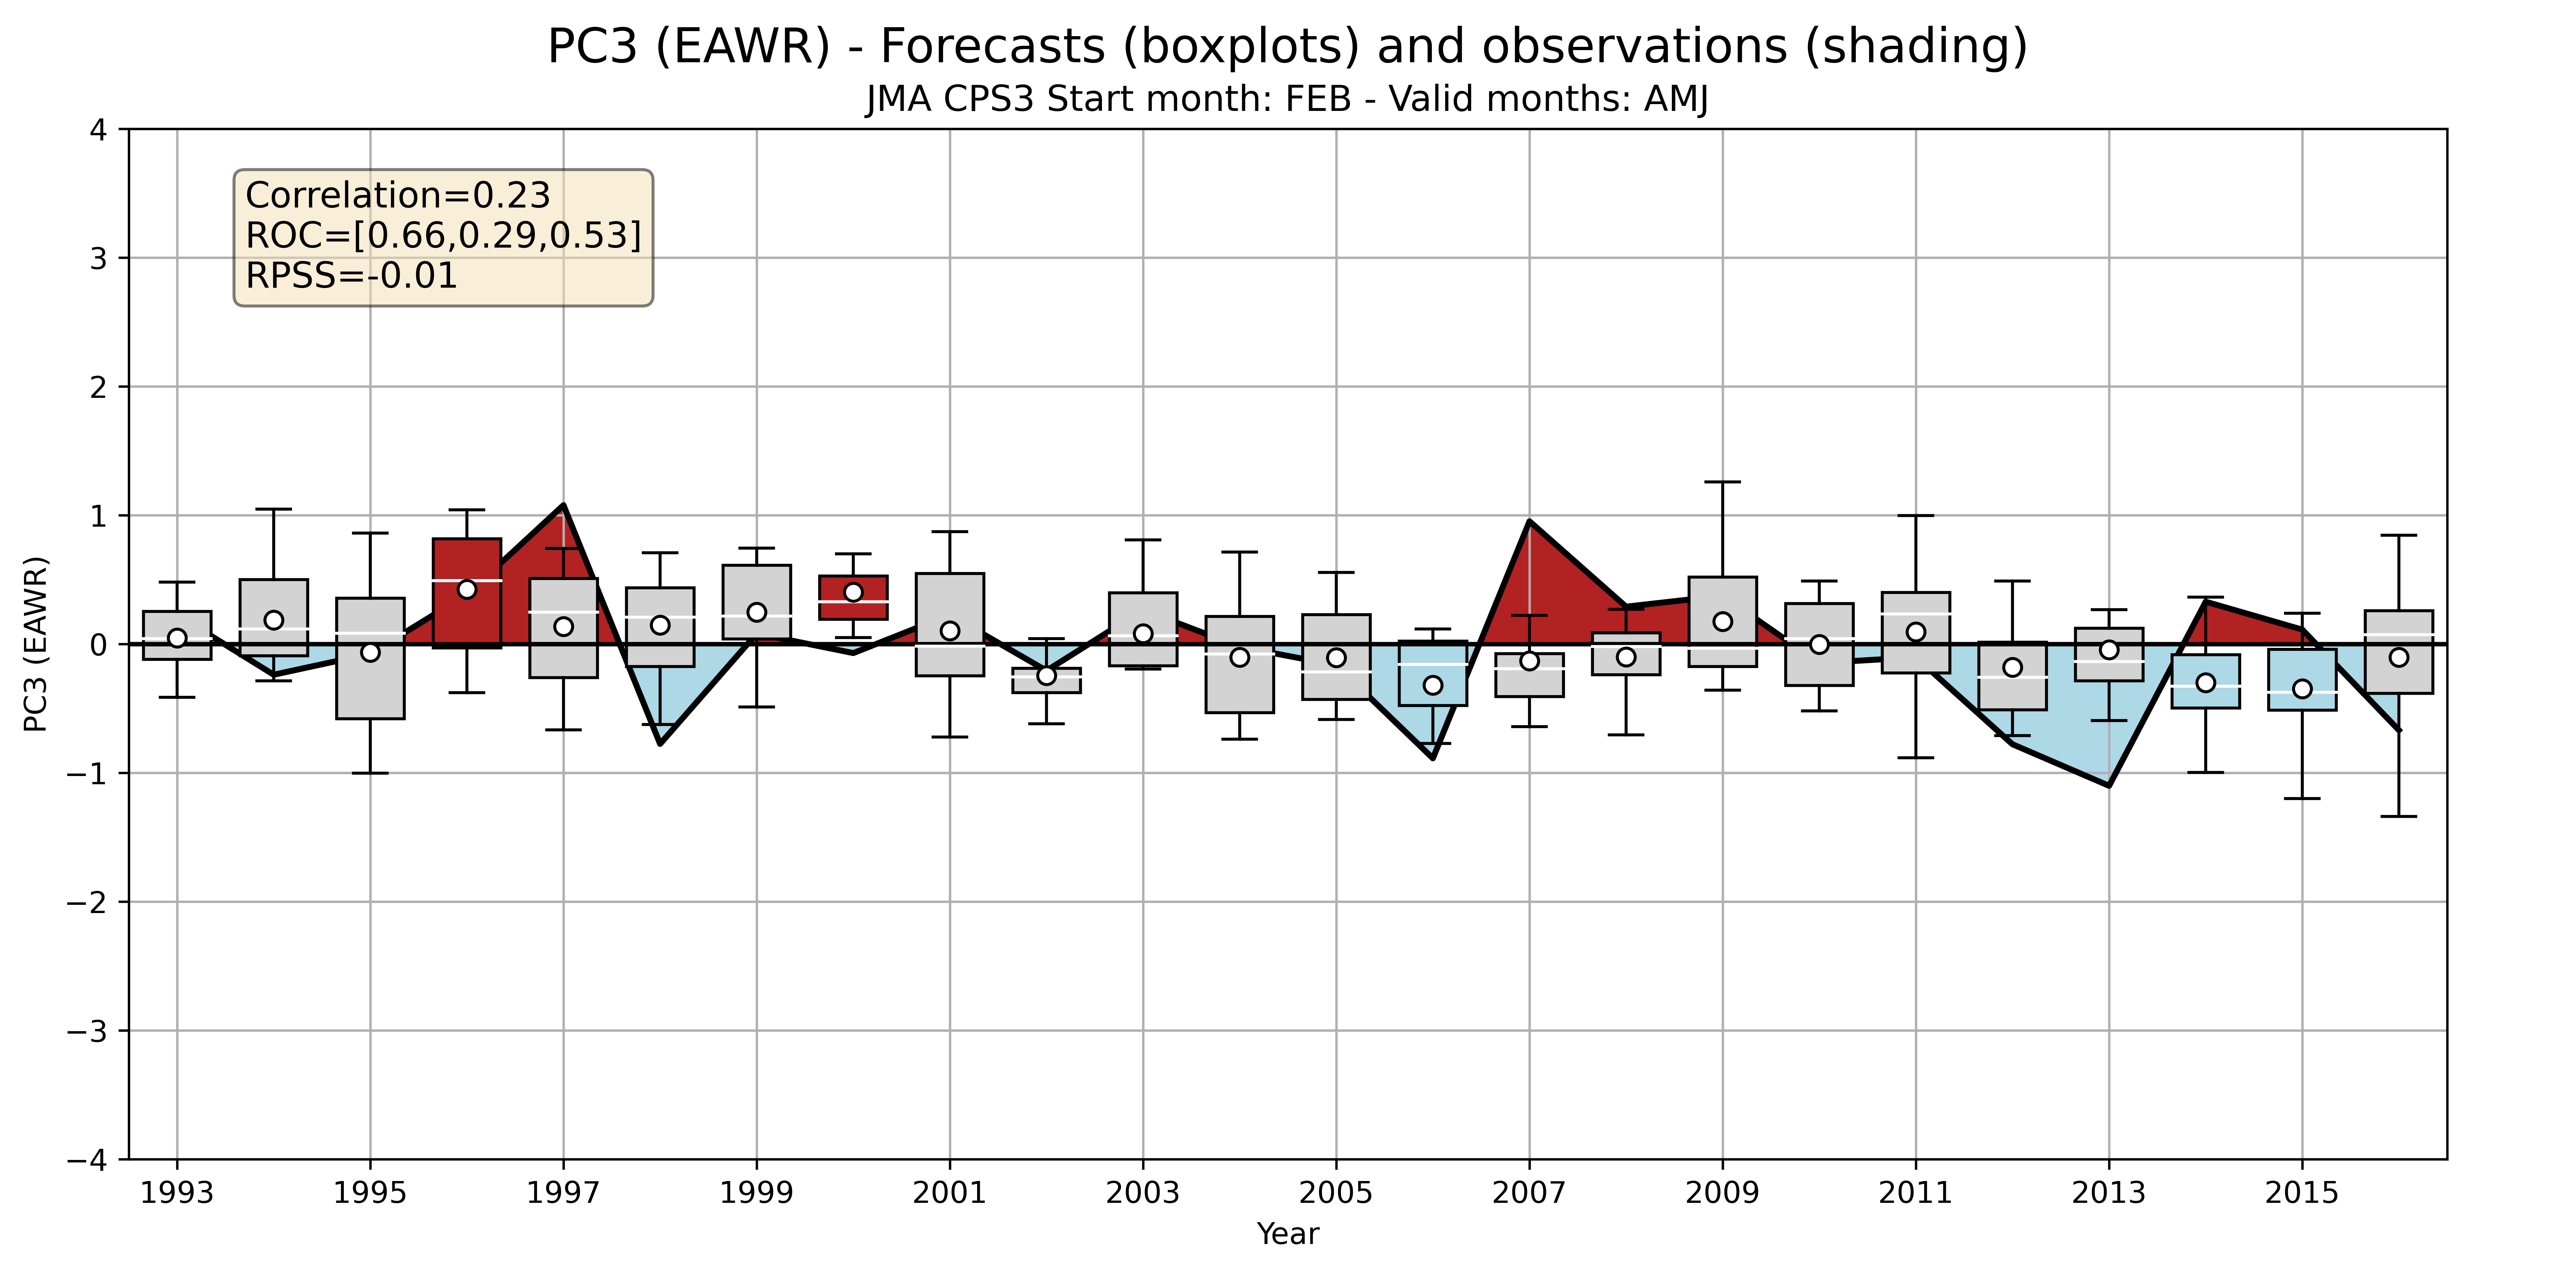 PC3 (EAWR) - Forecasts (boxplots) and observations (shading)
JMA CPS3 Start month: FEB - Valid months: AMJ
Correlation=0.23
ROC=[0.66,0.29,0.53]
RPSS=-0.01
PC3 (EAWR)
4
3
2
1
0
−1
−2
−3
−4
1993 1995 1997 1999 2001 2003 2005 2007 2009 2011 2013 2015
Year